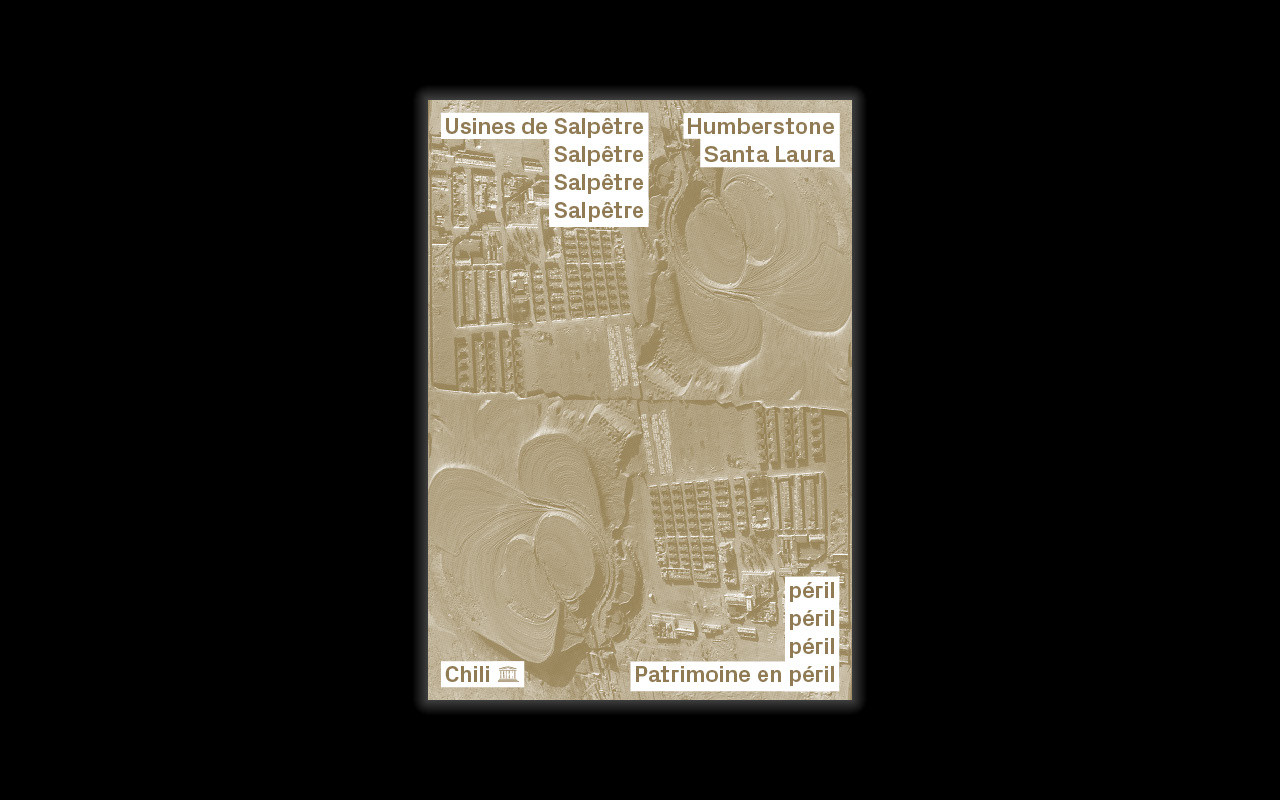 Usines de Salpêtre
Salpêtre
Salpêtre
Salpêtre
Humberstone
Santa Laura
péril
péril
péril
Patrimoine en péril
Chili